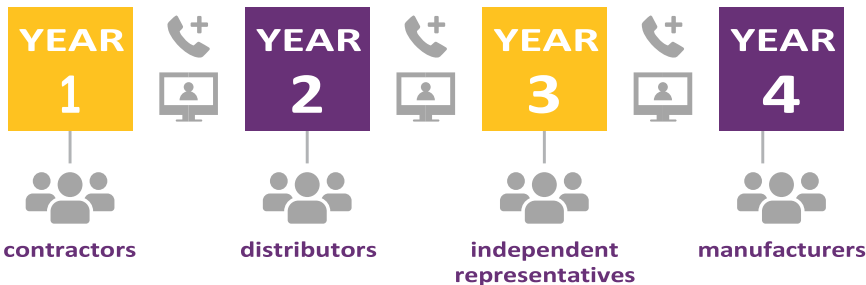 YEAR
1
YEAR
2
YEAR
3
YEAR
4
contractors
distributors
independent
representatives
manufacturers